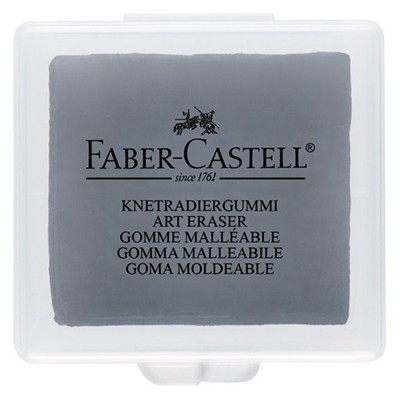 FABER-CASTELL®
since 1761
KNETRADIERGUMMI
ART ERASER
GOMME MALLÉABLE
GOMMA MALLEABILE
GOMA MOLDEABLE